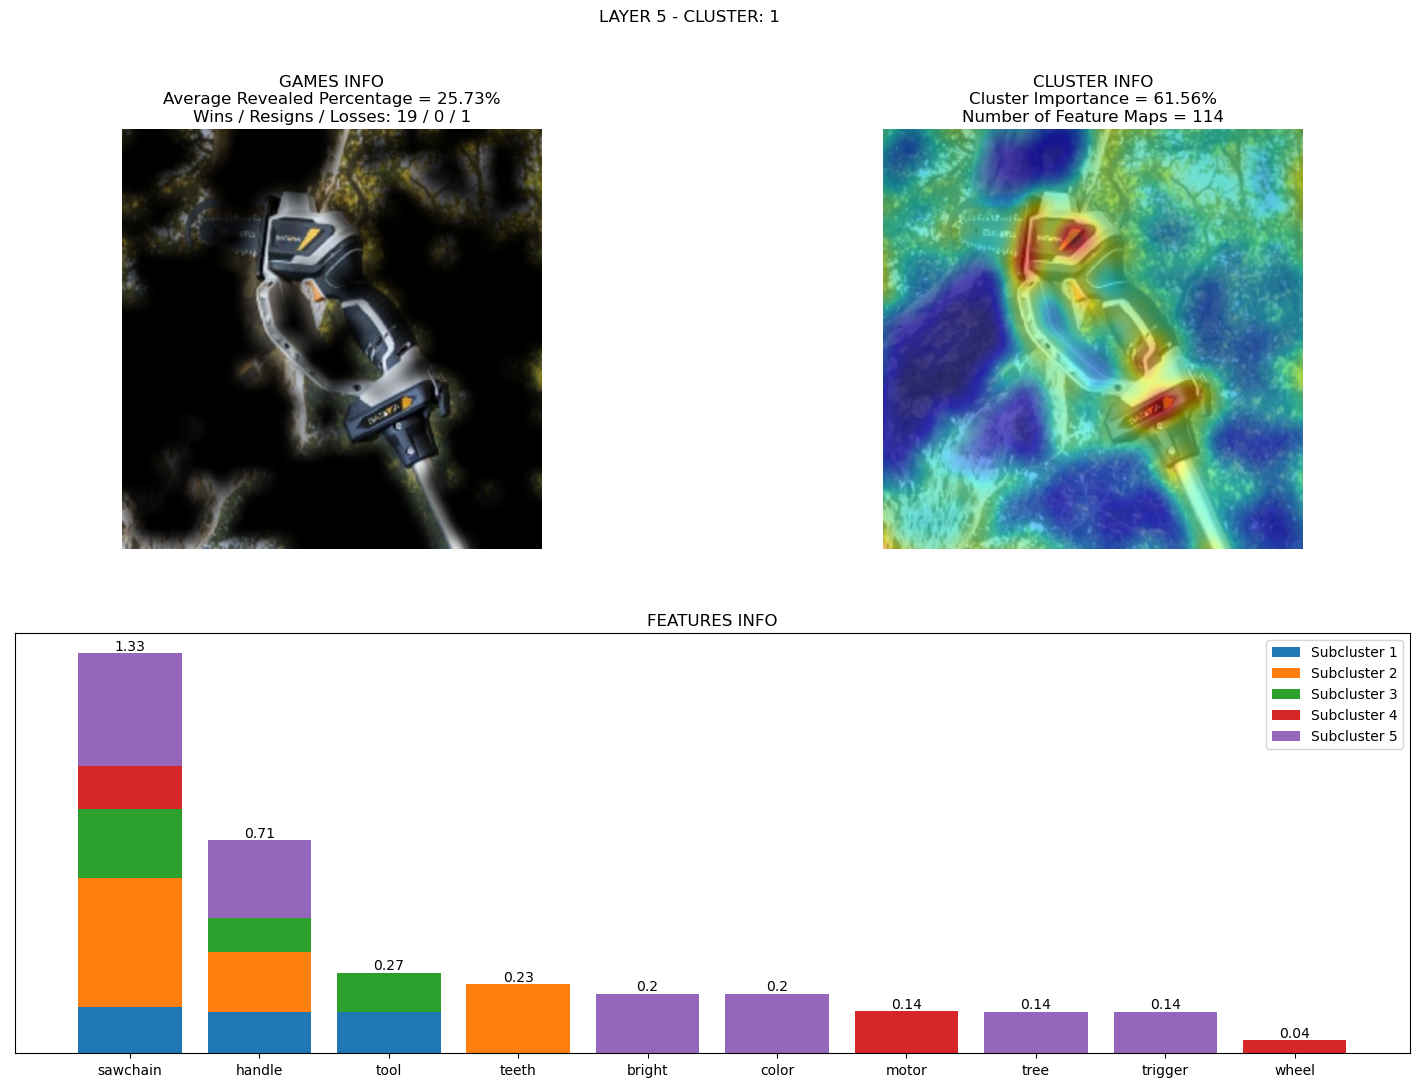 LAYER 5 - CLUSTER: 1
GAMES INFO
Average Revealed Percentage = 25.73%
Wins / Resigns / Losses: 19 / 0 / 1
CLUSTER INFO
Cluster Importance = 61.56%
Number of Feature Maps = 114
FEATURES INFO
1.33
0.71
0.27
0.23
0.2
0.2
0.14
0.14
0.14
0.04
Subcluster 1
Subcluster 2
Subcluster 3
Subcluster 4
Subcluster 5
sawchain
handle
tool
teeth
bright
color
motor
tree
trigger
wheel